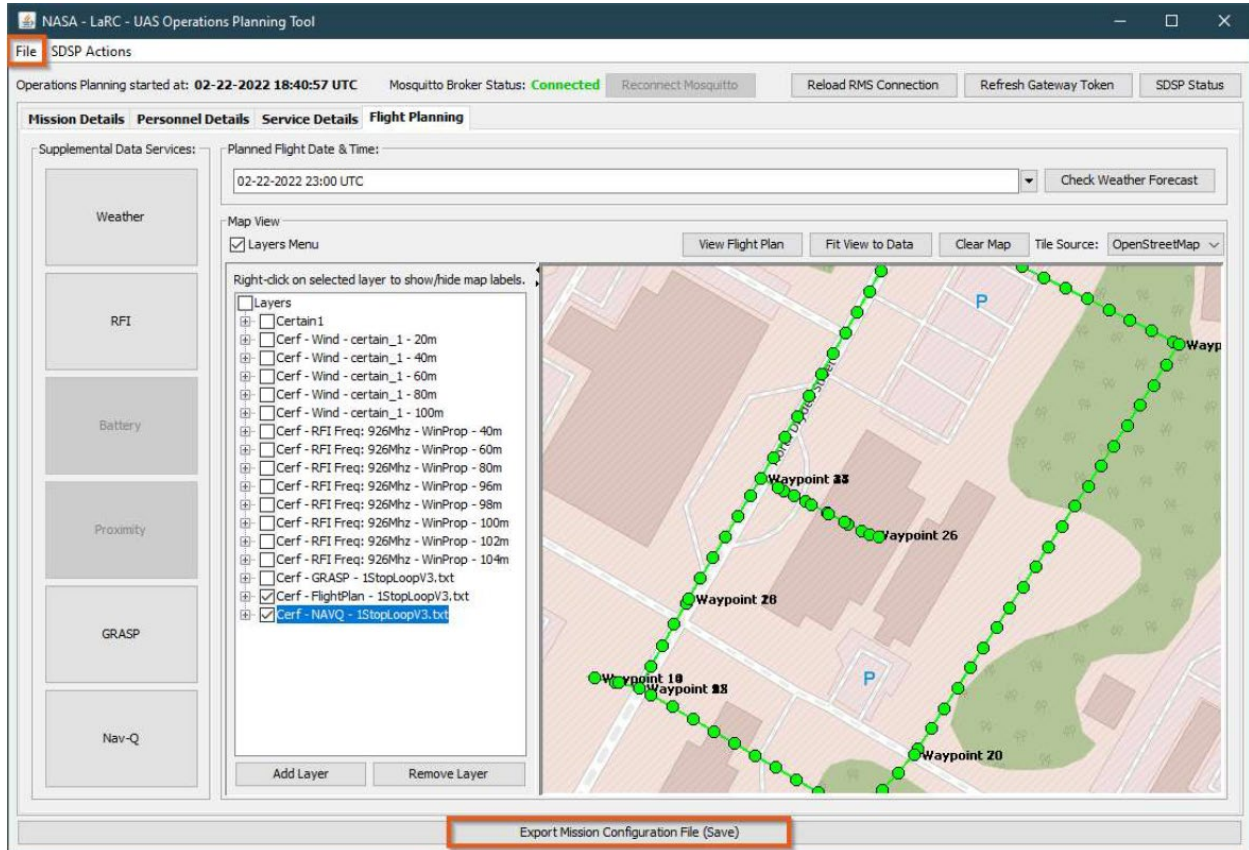 NASA - LaRC - UAS Operations Planning Tool
File SDSP Actions
Operations Planning started at: 02-22-2022 18:40:57 UTC Mosquitto Broker Status: Connected Reconnect Mosquitto Reload RMS Connection Refresh Gateway Token SDSP Status
Mission Details Personnel Details Service Details Flight Planning
Supplemental Data Services:
Weather
RFI
Battery
Proximity
GRASP
Nav-Q
Planned Flight Date & Time:
02-22-2022 23:00 UTC Check Weather Forecast
Map View
Layers Menu View Flight Plan Fit View to Data Clear Map Tile Source: OpenStreetMap
Right-click on selected layer to show/hide map labels.
Layers
Certain1
Cerf - Wind - certain_1 - 20m
Cerf - Wind - certain_1 - 40m
Cerf - Wind - certain_1 - 60m
Cerf - Wind - certain_1 - 80m
Cerf - Wind - certain_1 - 100m
Cerf - RFI Freq: 926Mhz - WinProp - 40m
Cerf - RFI Freq: 926Mhz - WinProp - 60m
Cerf - RFI Freq: 926Mhz - WinProp - 80m
Cerf - RFI Freq: 926Mhz - WinProp - 96m
Cerf - RFI Freq: 926Mhz - WinProp - 98m
Cerf - RFI Freq: 926Mhz - WinProp - 100m
Cerf - RFI Freq: 926Mhz - WinProp - 102m
Cerf - RFI Freq: 926Mhz - WinProp - 104m
Cerf - GRASP - 1StopLoopV3.txt
Cerf - FlightPlan - 1StopLoopV3.txt
Cerf - NAVQ - 1StopLoopV3.txt
Add Layer Remove Layer
P
Wayp
Waypoint
Waypoint 26
Waypoint
Waypoint
Waypoint
P
Waypoint 20
Export Mission Configuration File (Save)